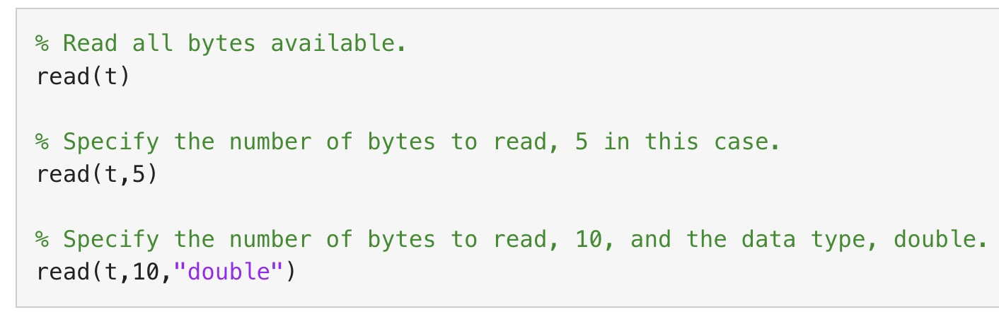 % Read all bytes available.
read(t)
% Specify the number of bytes to read, 5 in this case.
read(t,5)
% Specify the number of bytes to read, 10, and the data type, double.
read(t,10,"double")